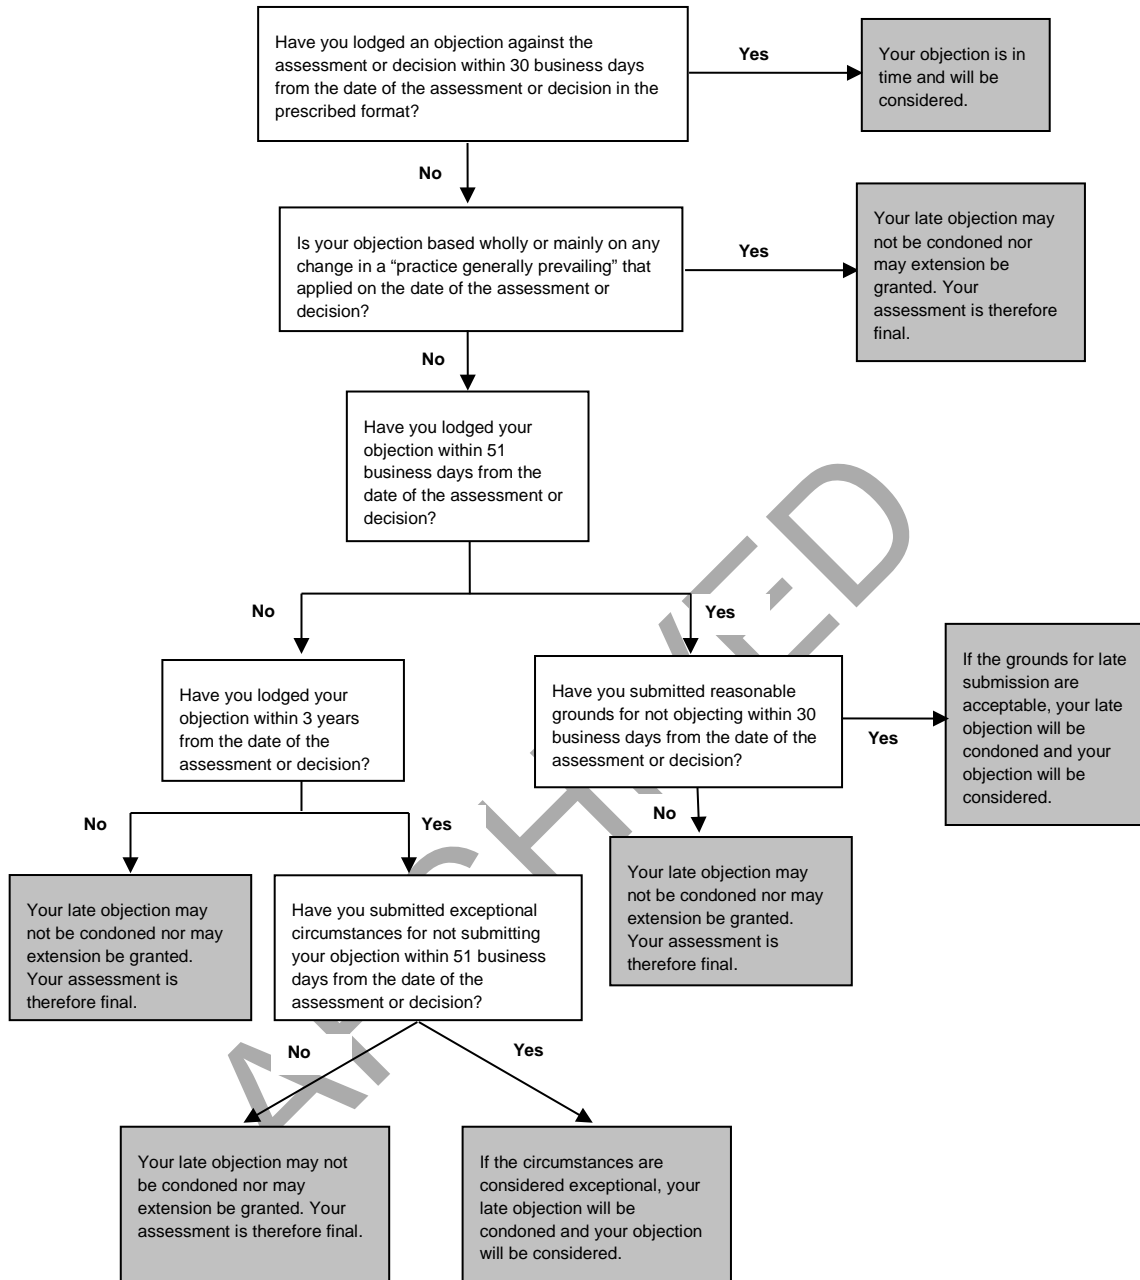 Have you lodged an objection against the
assessment or decision within 30 business days
from the date of the assessment or decision in the
prescribed format?
Yes
Your objection is in
time and will be
considered.
No
Is your objection based wholly or mainly on any
change in a “practice generally prevailing” that
applied on the date of the assessment or
decision?
Yes
Your late objection may
not be condoned nor
may extension be
granted. Your
assessment is therefore
final.
No
Have you lodged your
objection within 51
business days from the
date of the assessment or
decision?
No
Yes
Have you lodged your
objection within 3 years
from the date of the
assessment or decision?
Have you submitted reasonable
grounds for not objecting within 30
business days from the date of the
assessment or decision?
Yes
If the grounds for late
submission are
acceptable, your late
objection will be
condoned and your
objection will be
considered.
No
Yes
No
Your late objection may
not be condoned nor may
extension be granted.
Your assessment is
therefore final.
Have you submitted exceptional
circumstances for not submitting
your objection within 51 business
days from the date of the
assessment or decision?
Your late objection may
not be condoned nor may
extension be granted.
Your assessment is
therefore final.
No
Yes
Your late objection may not
be condoned nor may
extension be granted. Your
assessment is therefore final.
If the circumstances are
considered exceptional, your
late objection will be
condoned and your objection
will be considered.
ARCHIVED